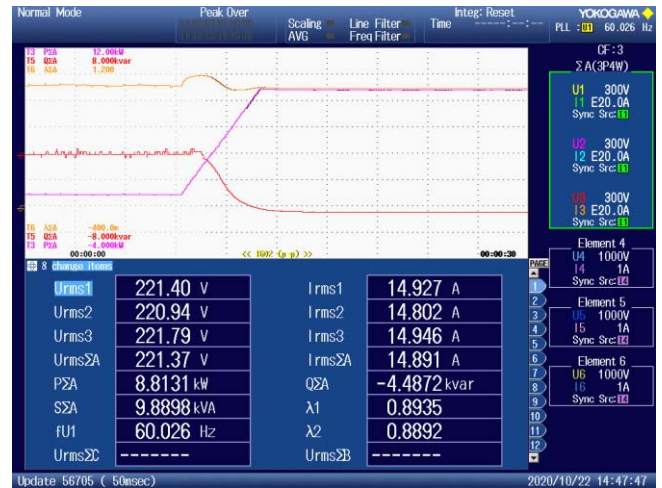 Normal Mode Peak Over Scaling Line Filter Integ: Reset YOKOGAWA
AVG Freq Filter Time -----:--:-- PLL : U1 60.026 Hz
T3 PΣA 12.00kW
T5 QΣA 8.000kvar
T6 λΣA 1.200
T6 λΣA -400.0m
T5 QΣA -8.000kvar
T3 PΣA -4.000kW
00:00:00 << 1602 (p-p) >> 00:00:30
8 change items
Urms1 221.40 V Irms1 14.927 A
Urms2 220.94 V Irms2 14.802 A
Urms3 221.79 V Irms3 14.946 A
UrmsΣA 221.37 V IrmsΣA 14.891 A
PΣA 8.8131 kW QΣA -4.4872 kvar
SΣA 9.8898 kVA λ1 0.8935
fU1 60.026 Hz λ2 0.8892
UrmsΣC ------- UrmsΣB -------
CF:3
ΣA(3P4W)
U1 300V
I1 E20.0A
Sync Src:I1
U2 300V
I2 E20.0A
Sync Src:I1
U3 300V
I3 E20.0A
Sync Src:I1
Element 4
U4 1000V
I4 1A
Sync Src:I4
Element 5
U5 1000V
I5 1A
Sync Src:I4
Element 6
U6 1000V
I6 1A
Sync Src:I4
PAGE
1
2
3
4
5
6
7
8
9
10
11
12
Update 56705 ( 50msec) 2020/10/22 14:47:47